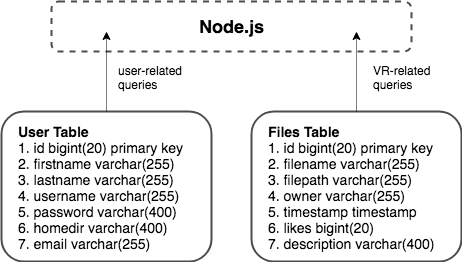 Node.js
user-related
queries
VR-related
queries
User Table
1. id bigint(20) primary key
2. firstname varchar(255)
3. lastname varchar(255)
4. username varchar(255)
5. password varchar(400)
6. homedir varchar(400)
7. email varchar(255)
Files Table
1. id bigint(20) primary key
2. filename varchar(255)
3. filepath varchar(255)
4. owner varchar(255)
5. timestamp timestamp
6. likes bigint(20)
7. description varchar(400)